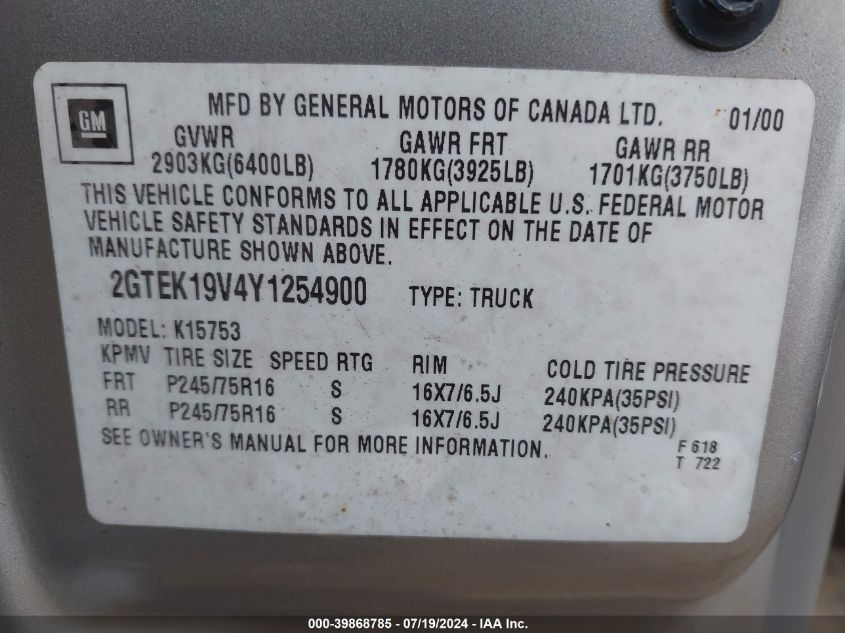 GM
MFD BY GENERAL MOTORS OF CANADA LTD. 01/00
GVWR GAWR FRT GAWR RR
2903KG(6400LB) 1780KG(3925LB) 1701KG(3750LB)
THIS VEHICLE CONFORMS TO ALL APPLICABLE U.S. FEDERAL MOTOR
VEHICLE SAFETY STANDARDS IN EFFECT ON THE DATE OF
MANUFACTURE SHOWN ABOVE.
2GTEK19V4Y1254900 TYPE: TRUCK
MODEL: K15753
KPMV TIRE SIZE SPEED RTG RIM COLD TIRE PRESSURE
FRT P245/75R16 S 16X7/6.5J 240KPA(35PSI)
RR P245/75R16 S 16X7/6.5J 240KPA(35PSI)
SEE OWNER'S MANUAL FOR MORE INFORMATION. F 618
T 722
000-39868785 - 07/19/2024 - IAA Inc.